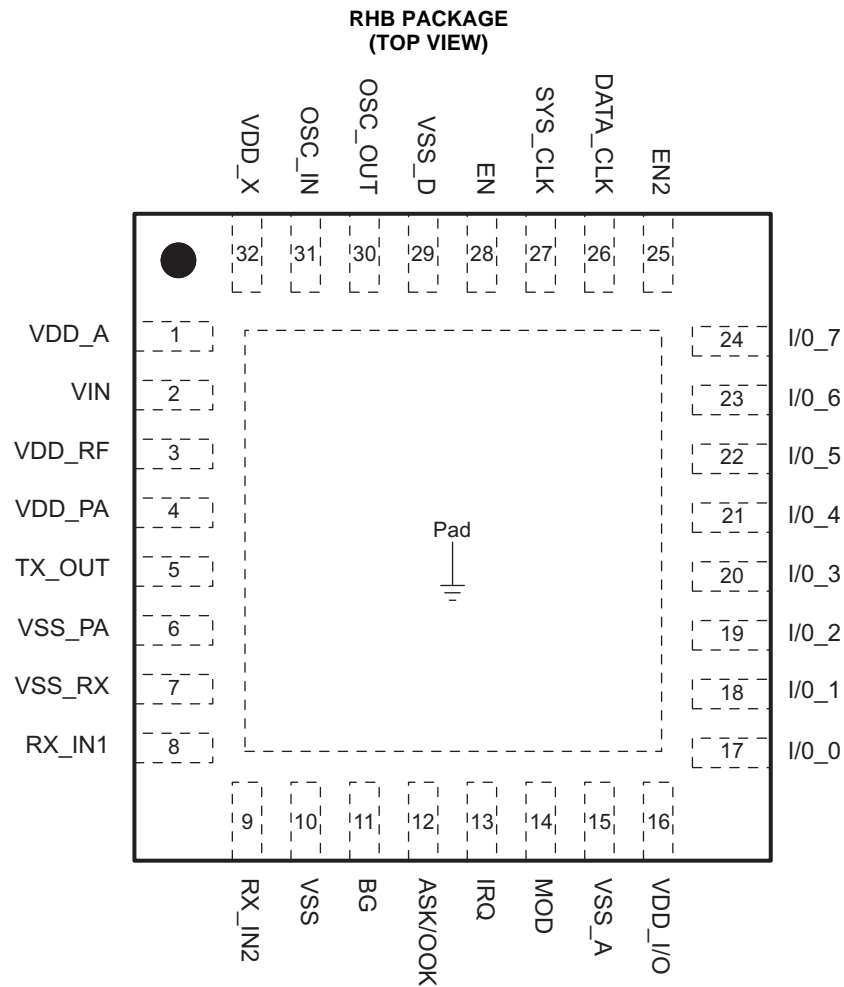 RHB PACKAGE
(TOP VIEW)
VDD_X
OSC_IN
OSC_OUT
VSS_D
EN
SYS_CLK
DATA_CLK
EN2
32
31
30
29
28
27
26
25
VDD_A 1
VIN 2
VDD_RF 3
VDD_PA 4
TX_OUT 5
VSS_PA 6
VSS_RX 7
RX_IN1 8
Pad
24 I/0_7
23 I/0_6
22 I/0_5
21 I/0_4
20 I/0_3
19 I/0_2
18 I/0_1
17 I/0_0
9
10
11
12
13
14
15
16
RX_IN2
VSS
BG
ASK/OOK
IRQ
MOD
VSS_A
VDD_I/O